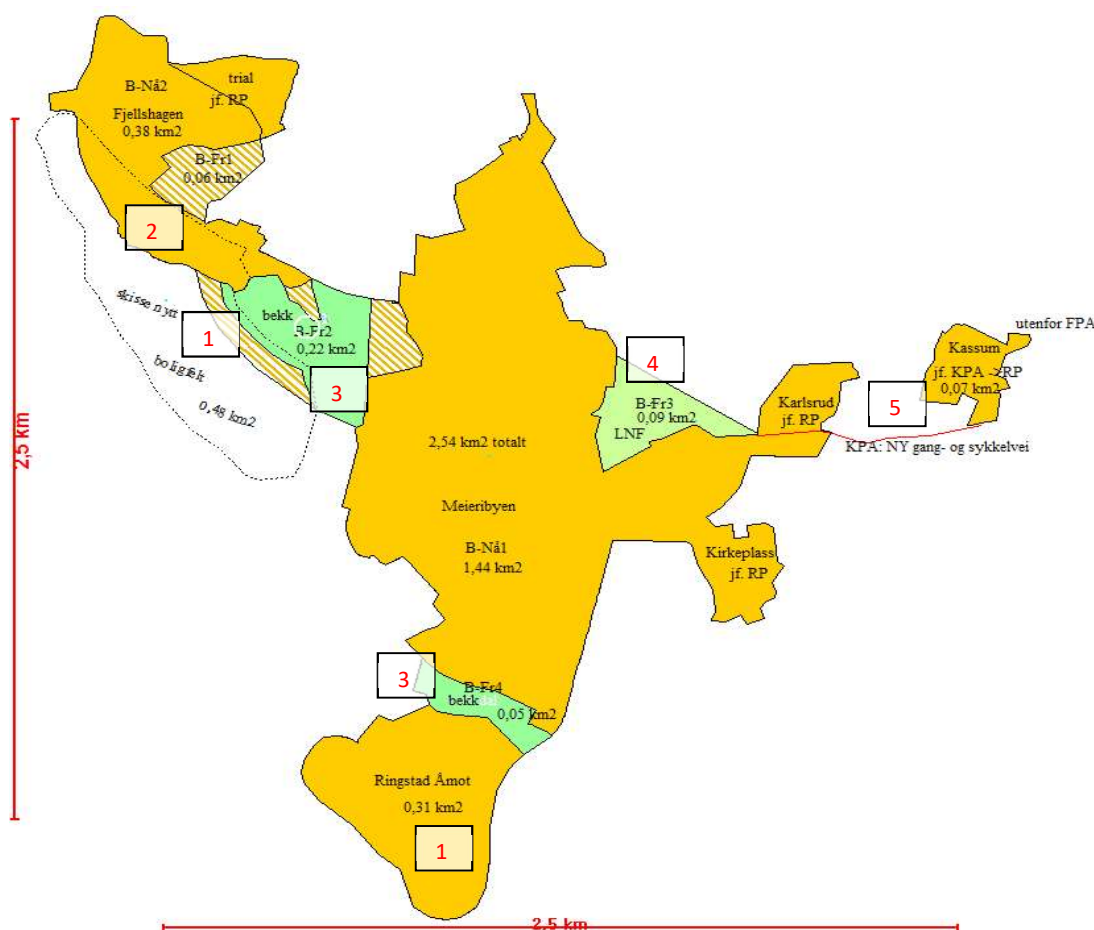 B-Nå2
trial
jf. RP
Fjellshagen
0,38 km2
B-Fr1
0,06 km2
2
skisse nytt
boligfelt
0,48 km2
1
bekk
B-Fr2
0,22 km2
3
2,5 km
4
B-Fr3
0,09 km2
LNF
utenfor FPA
Kassum
jf. KPA ->RP
0,07 km2
5
Karlsrud
jf. RP
KPA: NY gang- og sykkelvei
2,54 km2 totalt
Meieribyen
B-Nå1
1,44 km2
Kirkeplass
jf. RP
3
B-Fr4
bekk
0,05 km2
Ringstad Åmot
0,31 km2
1
2,5 km